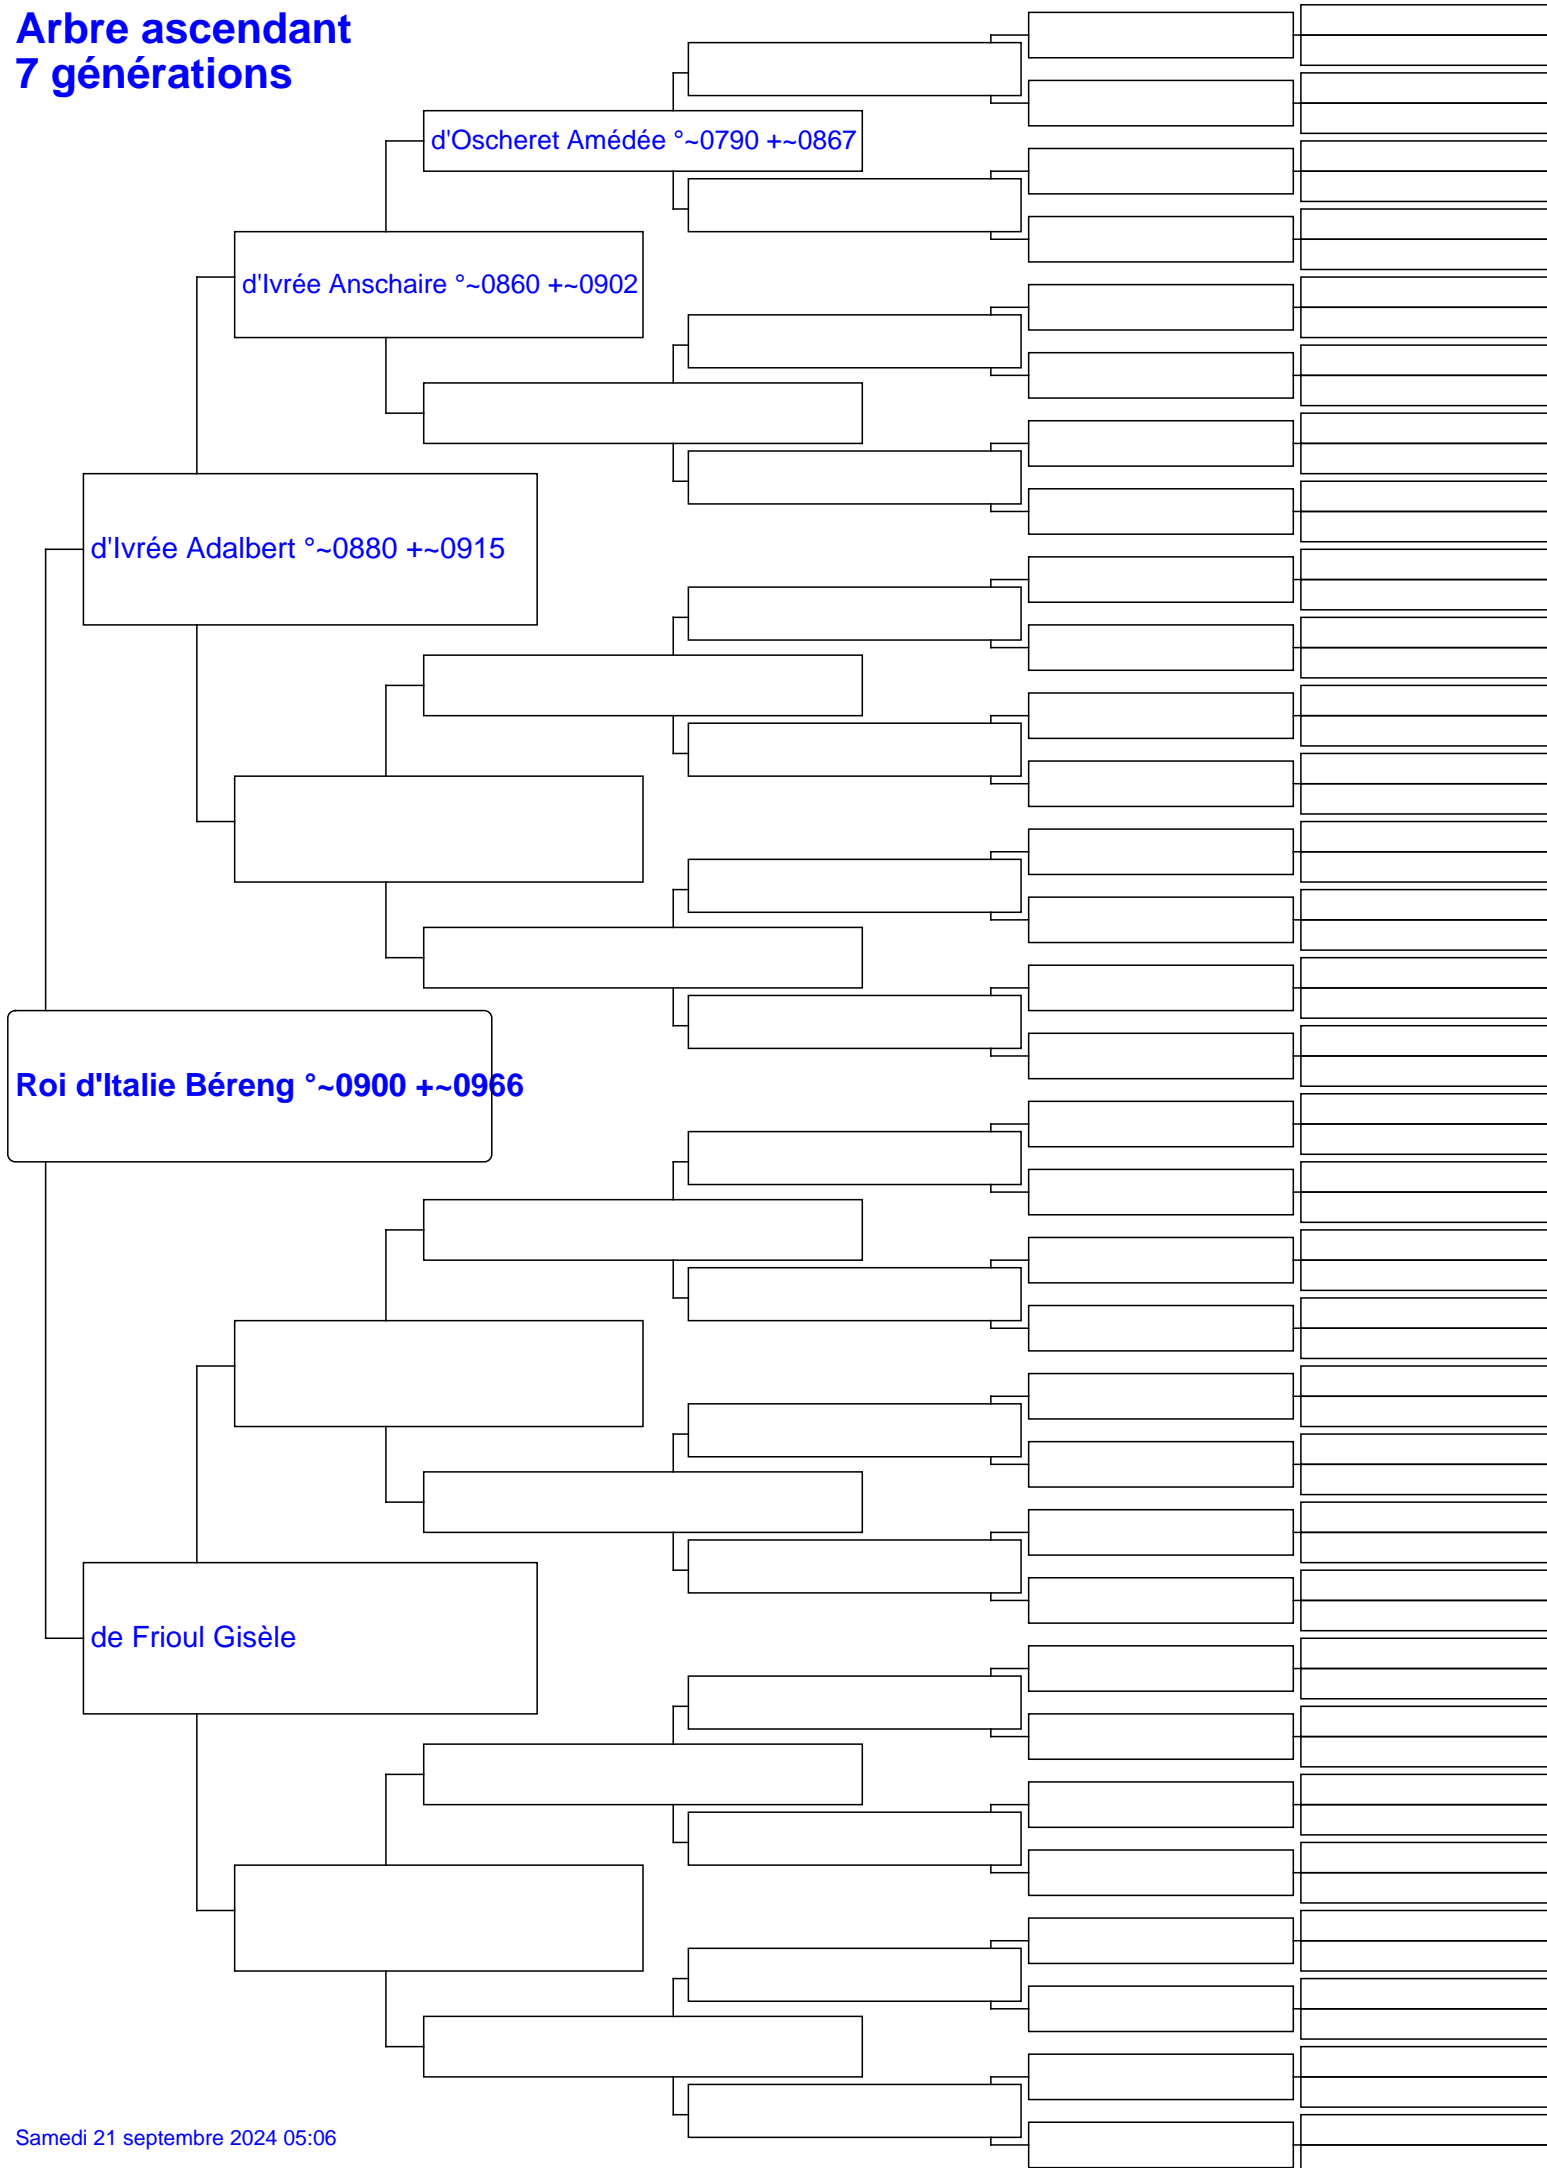 Arbre ascendant
7 générations
d'Oscheret Amédée °~0790 +~0867
d'Ivrée Anschaire °~0860 +~0902
d'Ivrée Adalbert °~0880 +~0915
Roi d'Italie Béreng °~0900 +~0966
de Frioul Gisèle
Samedi 21 septembre 2024 05:06